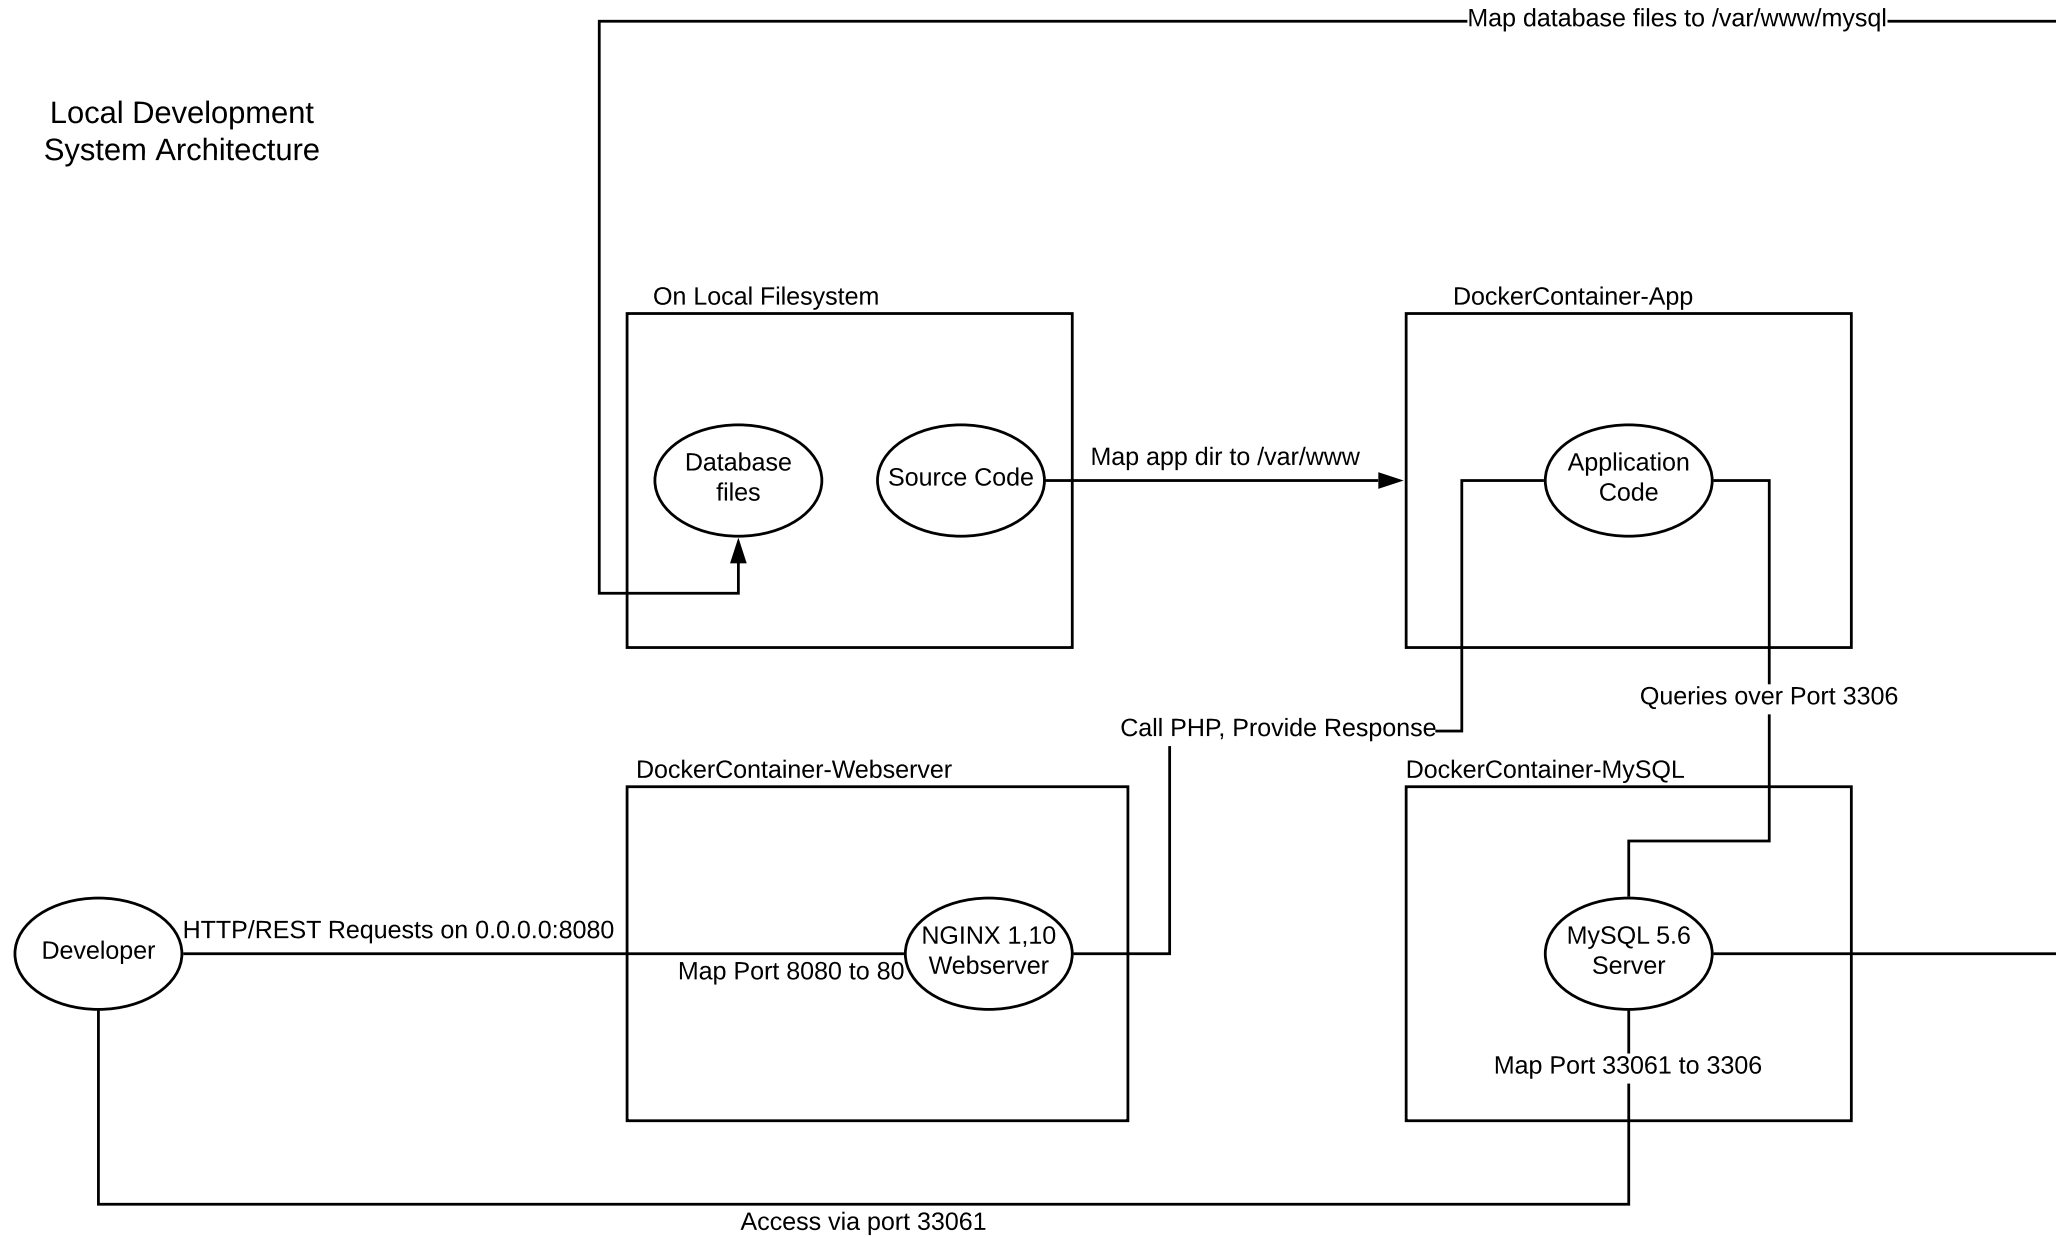 Map database files to /var/www/mysql
Local Development
System Architecture
On Local Filesystem
DockerContainer-App
Database
files
Source Code
Map app dir to /var/www
Application
Code
Queries over Port 3306
Call PHP, Provide Response
DockerContainer-Webserver
DockerContainer-MySQL
Developer
HTTP/REST Requests on 0.0.0.0:8080
Map Port 8080 to 80
NGINX 1,10
Webserver
MySQL 5.6
Server
Map Port 33061 to 3306
Access via port 33061